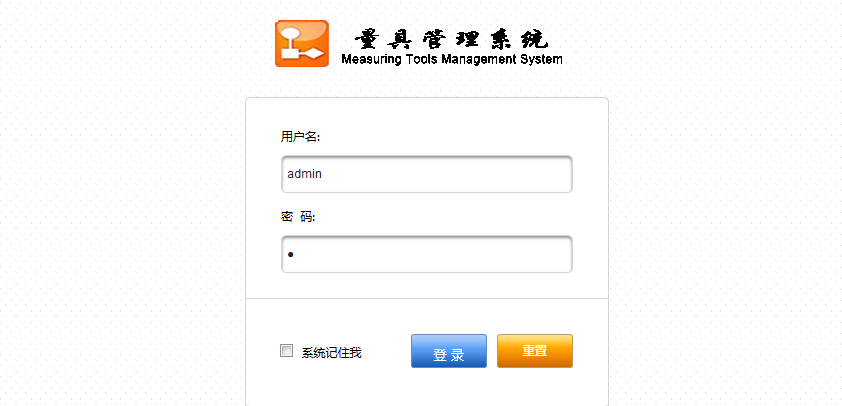 量具管理系统
Measuring Tools Management System
用户名:
admin
密 码:
●
系统记住我 登 录 重置